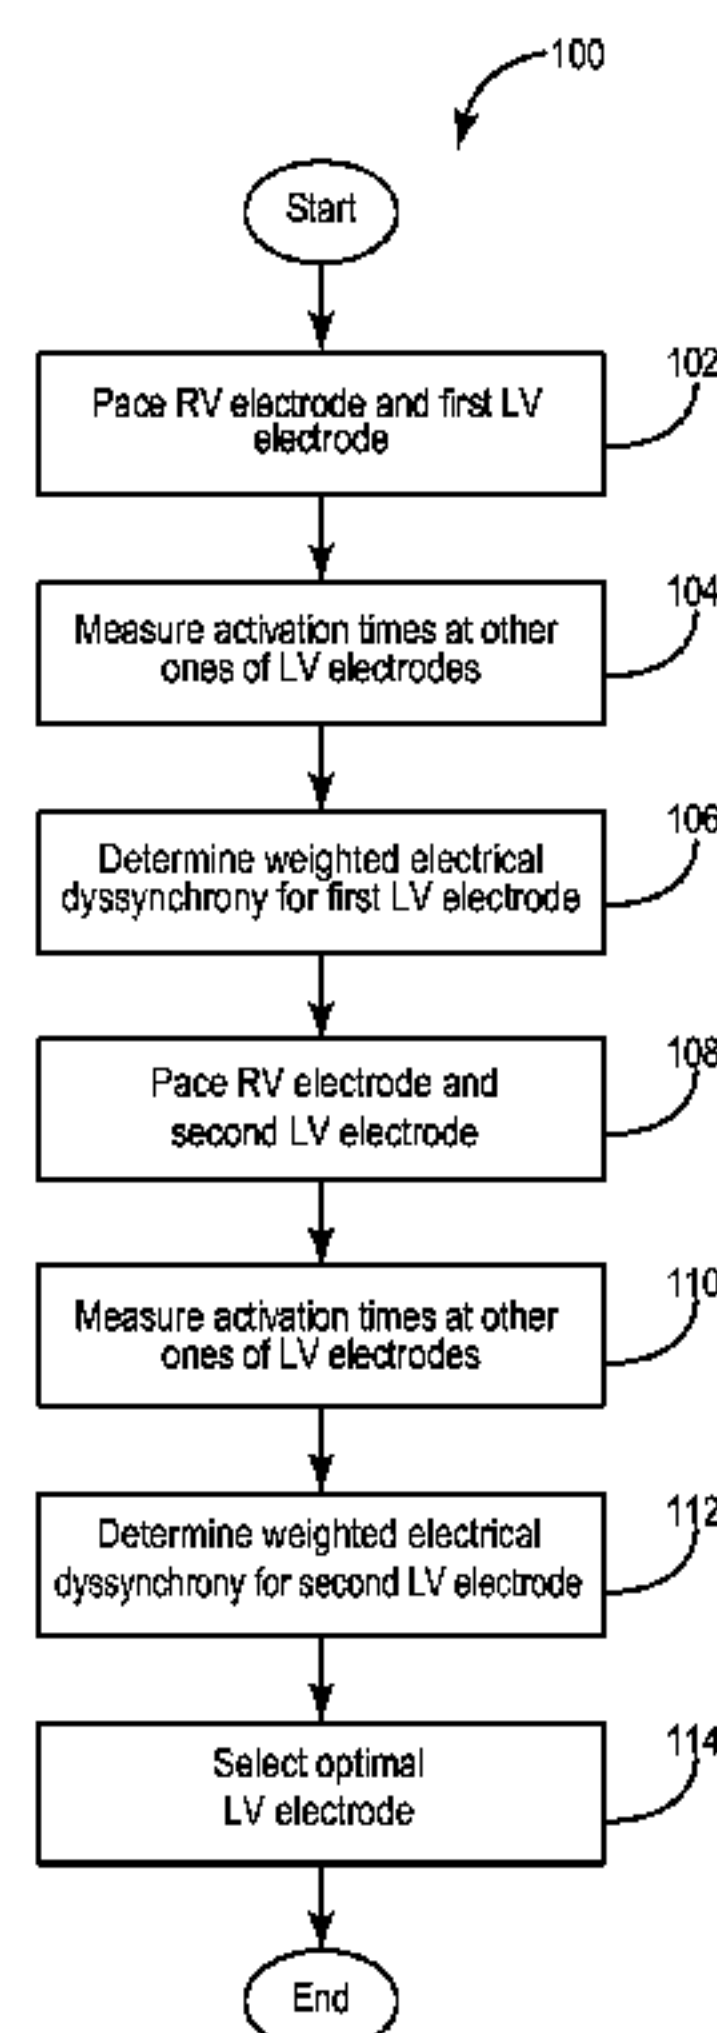 100
Start
102
Pace RV electrode and first LV
electrode
104
Measure activation times at other
ones of LV electrodes
106
Determine weighted electrical
dyssynchrony for first LV electrode
108
Pace RV electrode and
second LV electrode
110
Measure activation times at other
ones of LV electrodes
112
Determine weighted electrical
dyssynchrony for second LV electrode
114
Select optimal
LV electrode
End